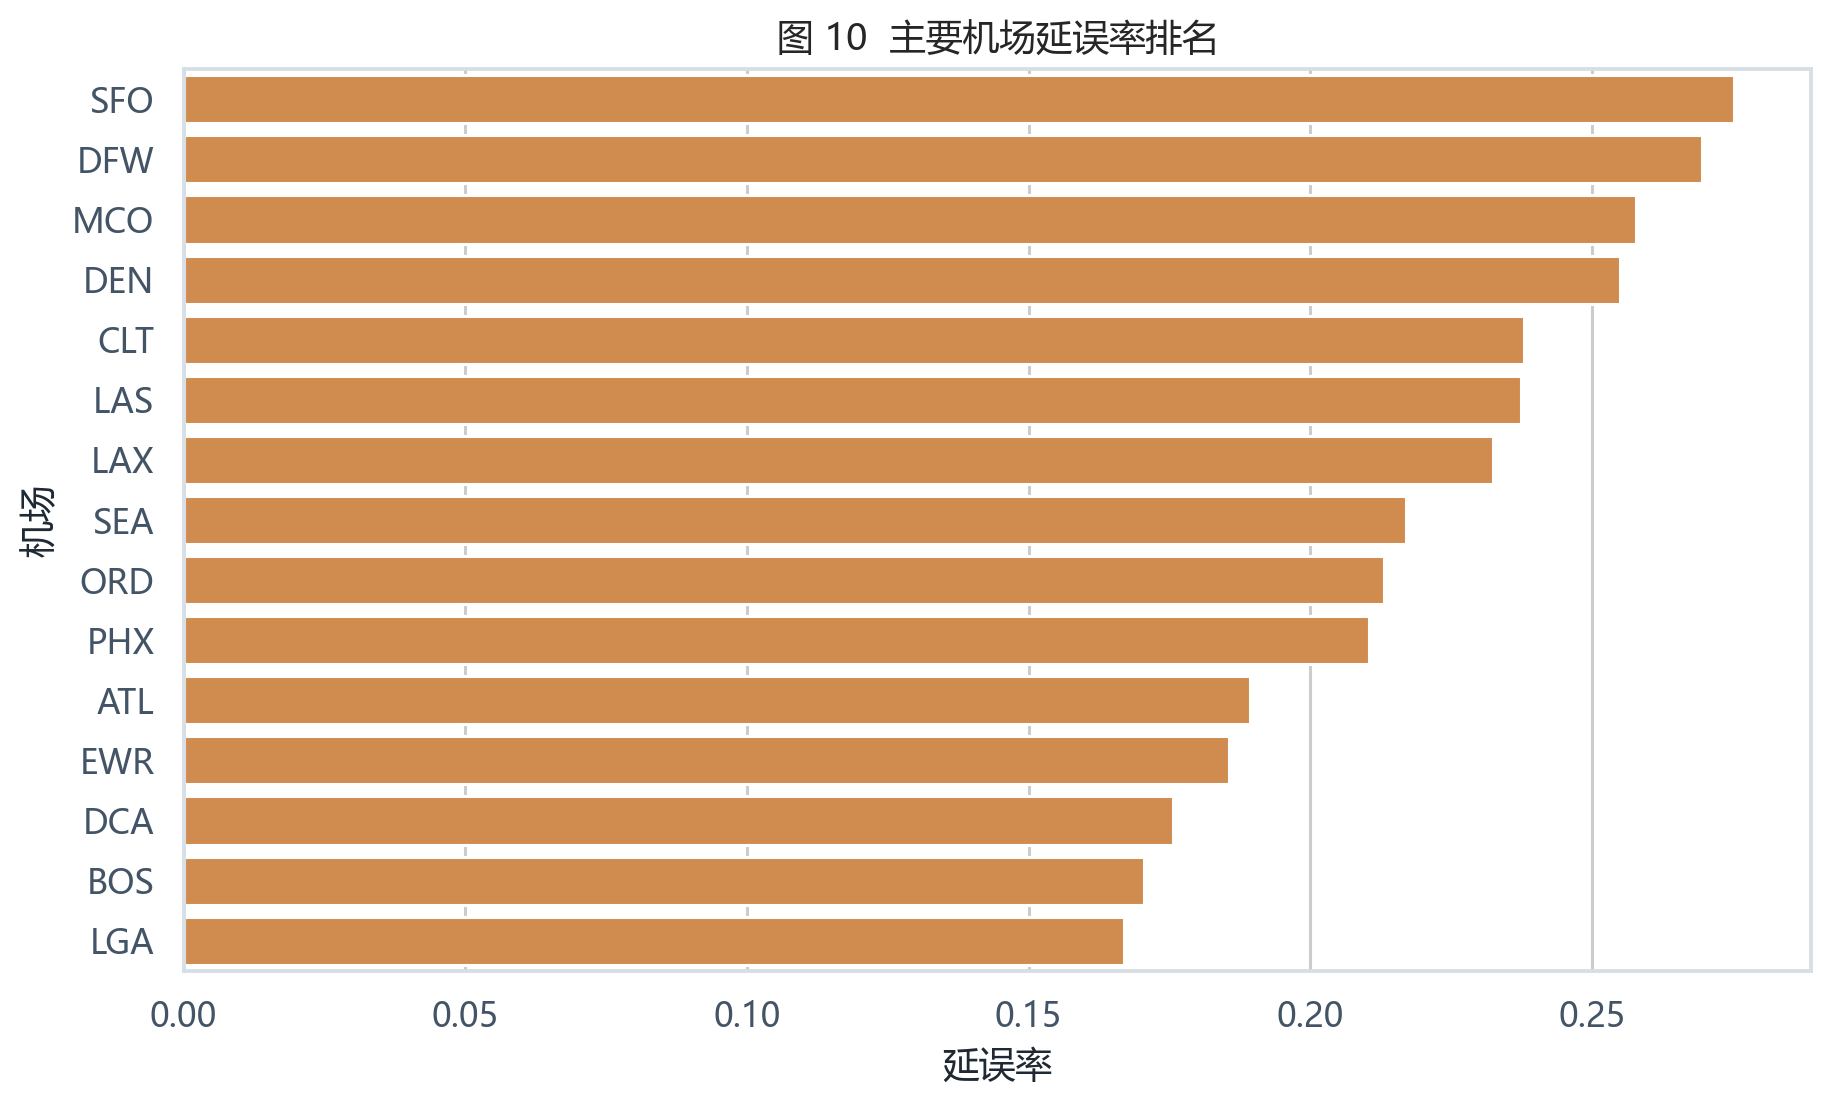 图 10  主要机场延误率排名
SFO
DFW
MCO
DEN
CLT
LAS
LAX
SEA
ORD
PHX
ATL
EWR
DCA
BOS
LGA
机场
0.00 0.05 0.10 0.15 0.20 0.25
延误率